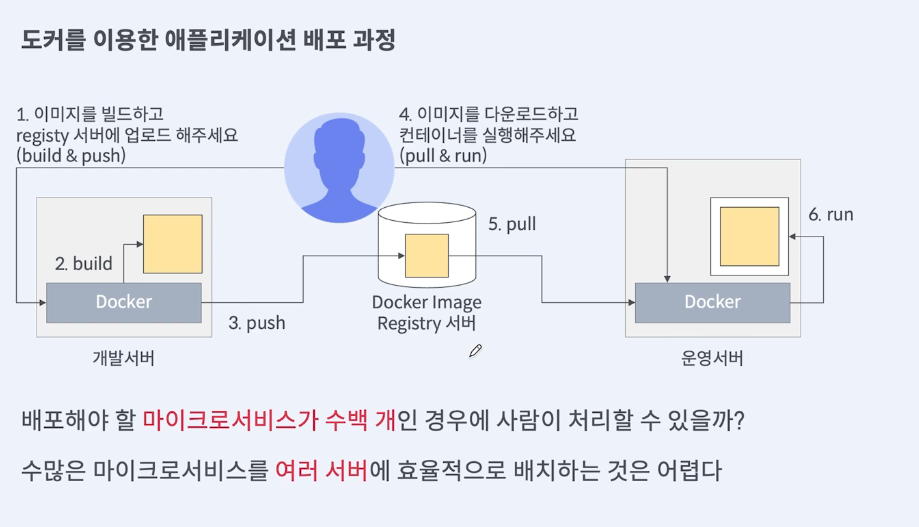 도커를 이용한 애플리케이션 배포 과정
1. 이미지를 빌드하고
registy 서버에 업로드 해주세요
(build & push)
4. 이미지를 다운로드하고
컨테이너를 실행해주세요
(pull & run)
2. build
Docker
개발서버
3. push
Docker Image
Registry 서버
5. pull
6. run
Docker
운영서버
배포해야 할 마이크로서비스가 수백 개인 경우에 사람이 처리할 수 있을까?
수많은 마이크로서비스를 여러 서버에 효율적으로 배치하는 것은 어렵다